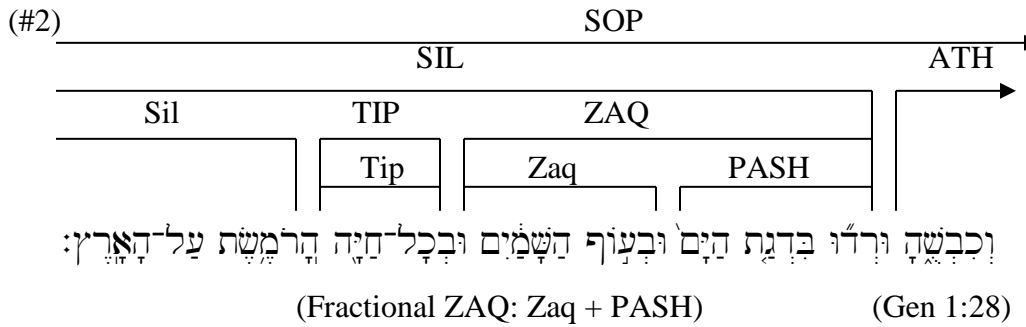 (#2) SOP
SIL ATH
Sil TIP ZAQ
Tip Zaq PASH
וְכִבְשֻׁ֑הָ וּרְד֞וּ בִּדְגַ֤ת הַיָּם֙ וּבְע֣וֹף הַשָּׁמַ֔יִם וּבְכָל־חַיָּ֖ה הָֽרֹמֶ֥שֶׂת עַל־הָאָֽרֶץ׃
(Fractional ZAQ: Zaq + PASH) (Gen 1:28)